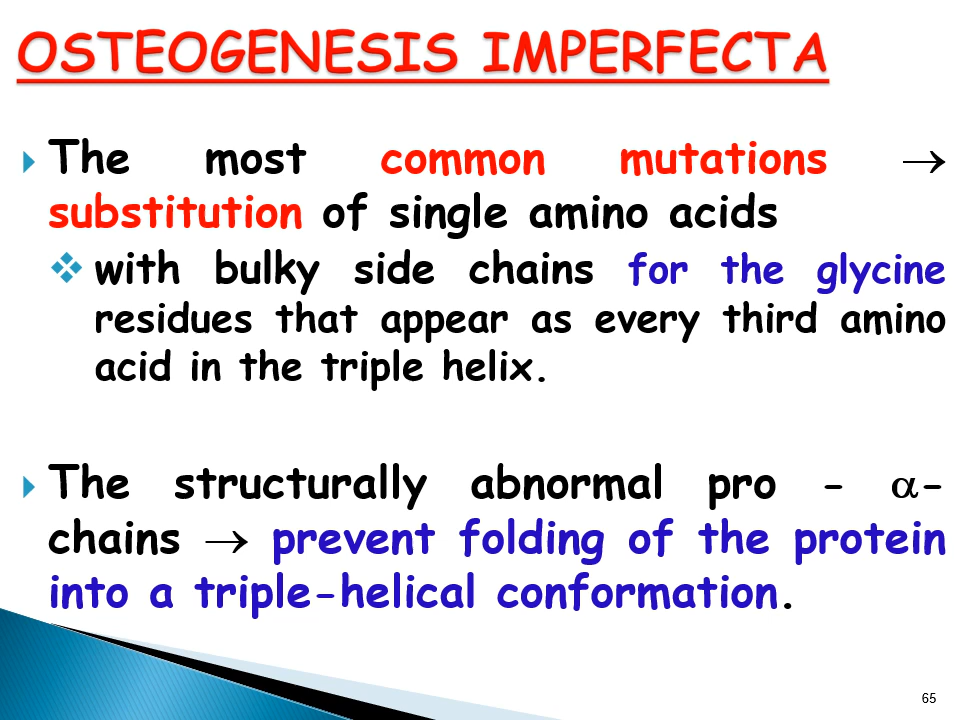 OSTEOGENESIS IMPERFECTA
The most common mutations →
substitution of single amino acids
with bulky side chains for the glycine
residues that appear as every third amino
acid in the triple helix.
The structurally abnormal pro - α-
chains → prevent folding of the protein
into a triple-helical conformation.
65